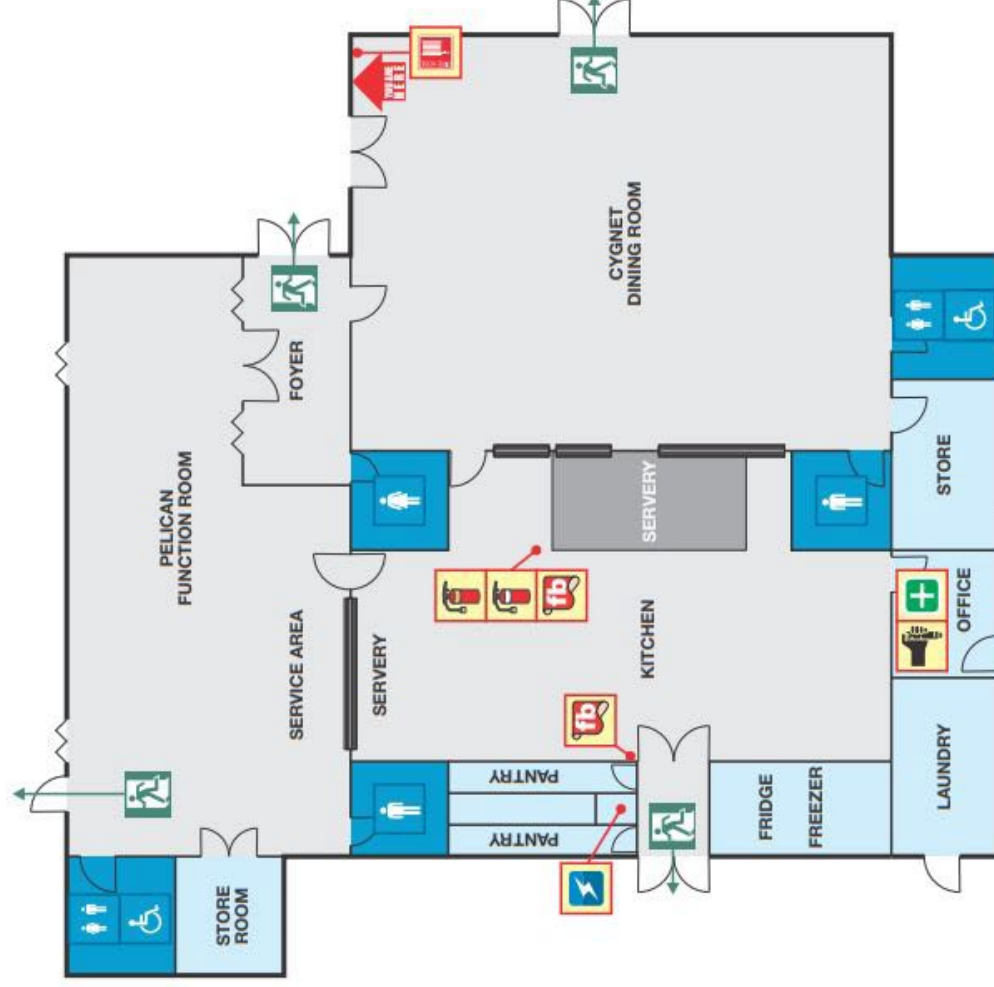 YOU ARE
HERE
CYGNET
DINING ROOM
FOYER
PELICAN
FUNCTION ROOM
SERVERY
STORE
fb
SERVICE AREA
SERVERY
KITCHEN
OFFICE
fb
PANTRY
PANTRY
FRIDGE
FREEZER
LAUNDRY
STORE
ROOM